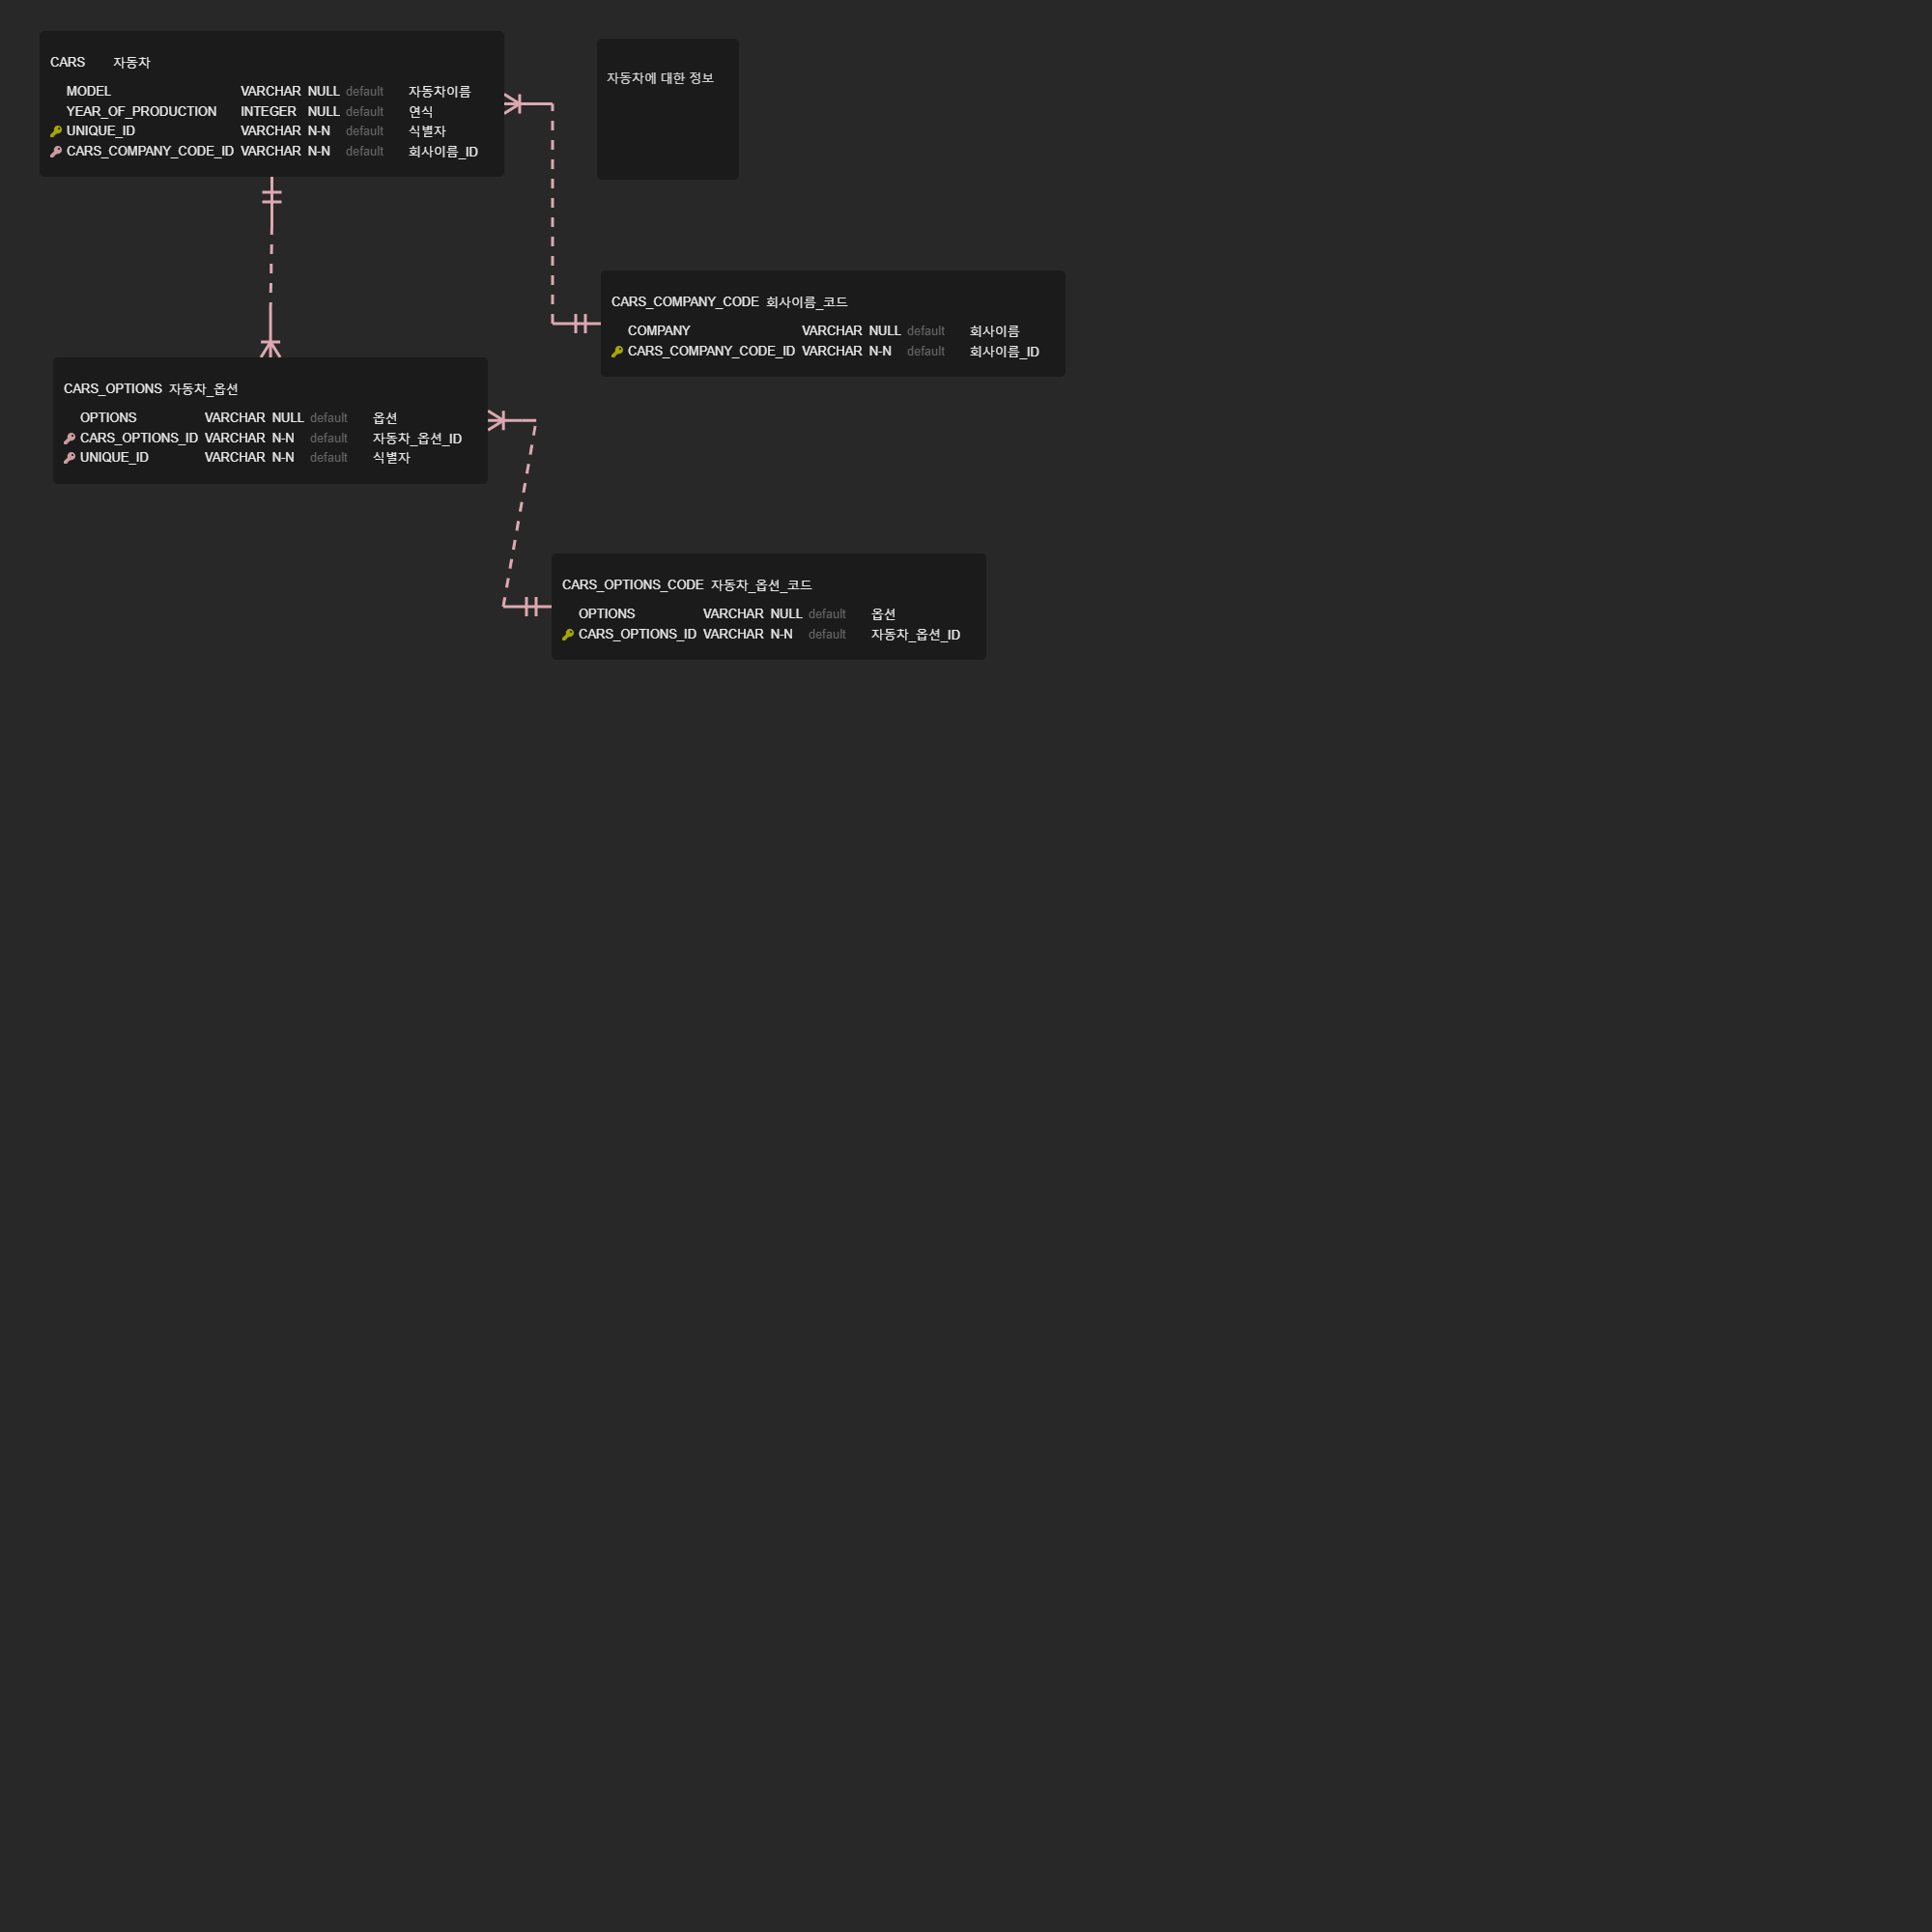 CARS 자동차
MODEL VARCHAR NULL default 자동차이름
YEAR_OF_PRODUCTION INTEGER NULL default 연식
UNIQUE_ID VARCHAR N-N default 식별자
CARS_COMPANY_CODE_ID VARCHAR N-N default 회사이름_ID
자동차에 대한 정보
CARS_COMPANY_CODE 회사이름_코드
COMPANY VARCHAR NULL default 회사이름
CARS_COMPANY_CODE_ID VARCHAR N-N default 회사이름_ID
CARS_OPTIONS 자동차_옵션
OPTIONS VARCHAR NULL default 옵션
CARS_OPTIONS_ID VARCHAR N-N default 자동차_옵션_ID
UNIQUE_ID VARCHAR N-N default 식별자
CARS_OPTIONS_CODE 자동차_옵션_코드
OPTIONS VARCHAR NULL default 옵션
CARS_OPTIONS_ID VARCHAR N-N default 자동차_옵션_ID